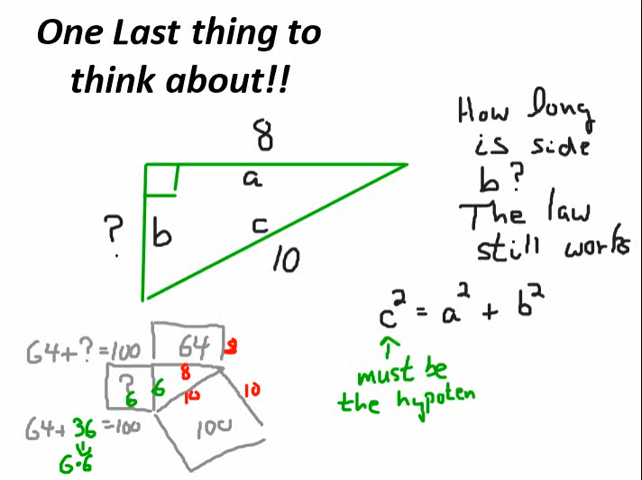 One Last thing to
think about!!
8
a
? b
c
10
How long
is side
b?
The law
still works
c² = a² + b²
must be
the hypoten
64+?=100
64 8
8
? 6
6
10
10
100
64+36=100
6·6